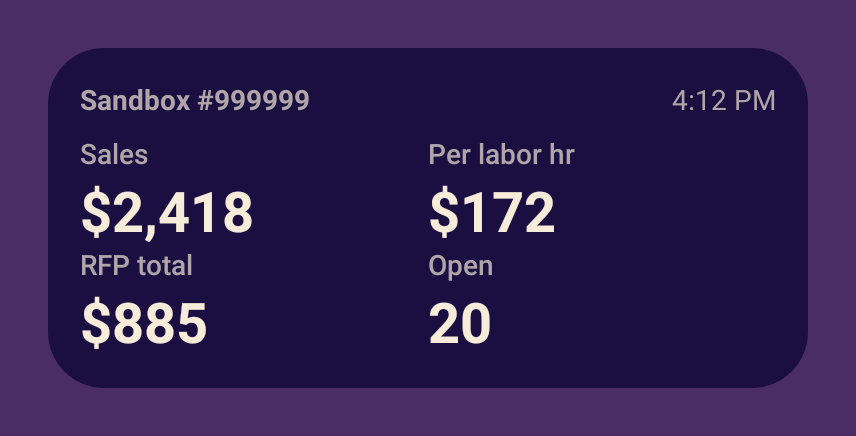 Sandbox #999999 4:12 PM
Sales Per labor hr
$2,418 $172
RFP total Open
$885 20